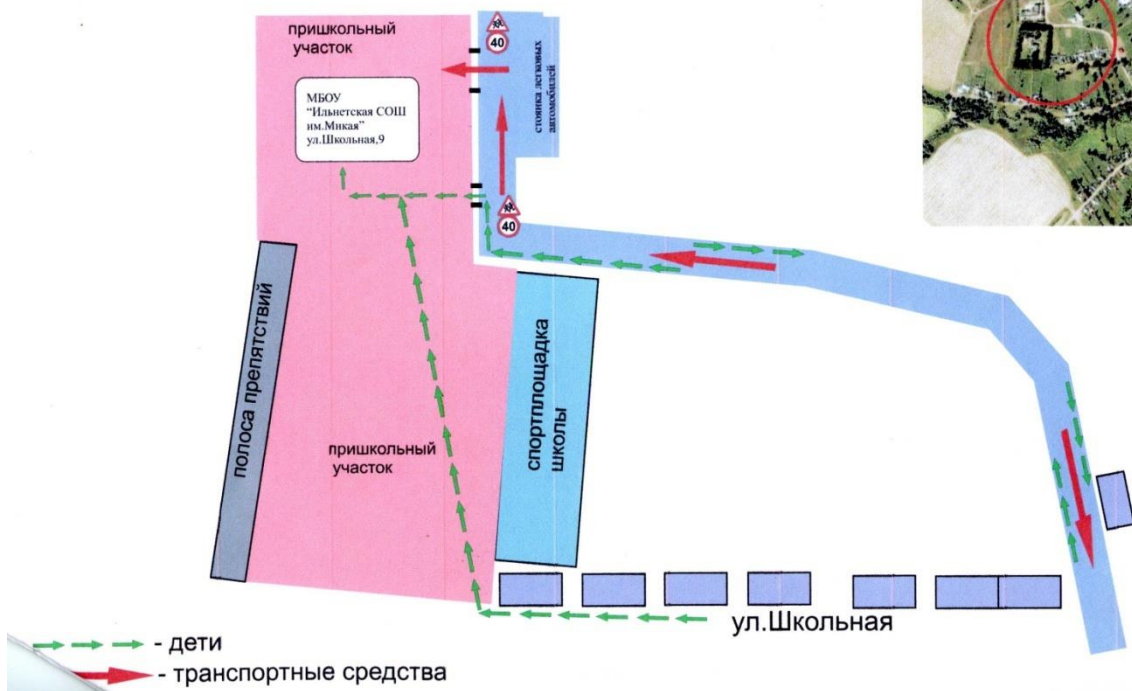 пришкольный
участок
40
стоянка легковых
автомобилей
МБОУ
“Ильнетская СОШ
им.Микая”
ул.Школьная,9
40
полоса препятствий
спортплощадка
школы
пришкольный
участок
ул.Школьная
- дети
- транспортные средства